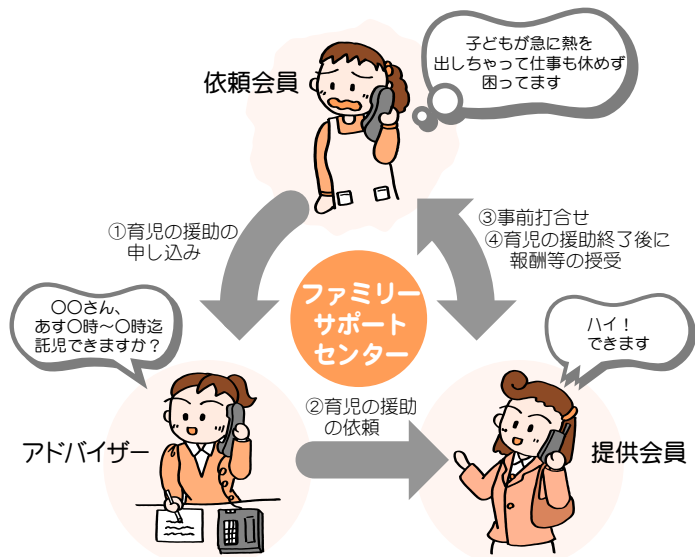 子どもが急に熱を
出しちゃって仕事も休めず
困ってます
依頼会員
①育児の援助の
申し込み
③事前打合せ
④育児の援助終了後に
報酬等の授受
ファミリー
サポート
センター
〇〇さん、
あす〇時～〇時迄
託児できますか？
ハイ！
できます
②育児の援助
の依頼
アドバイザー
提供会員